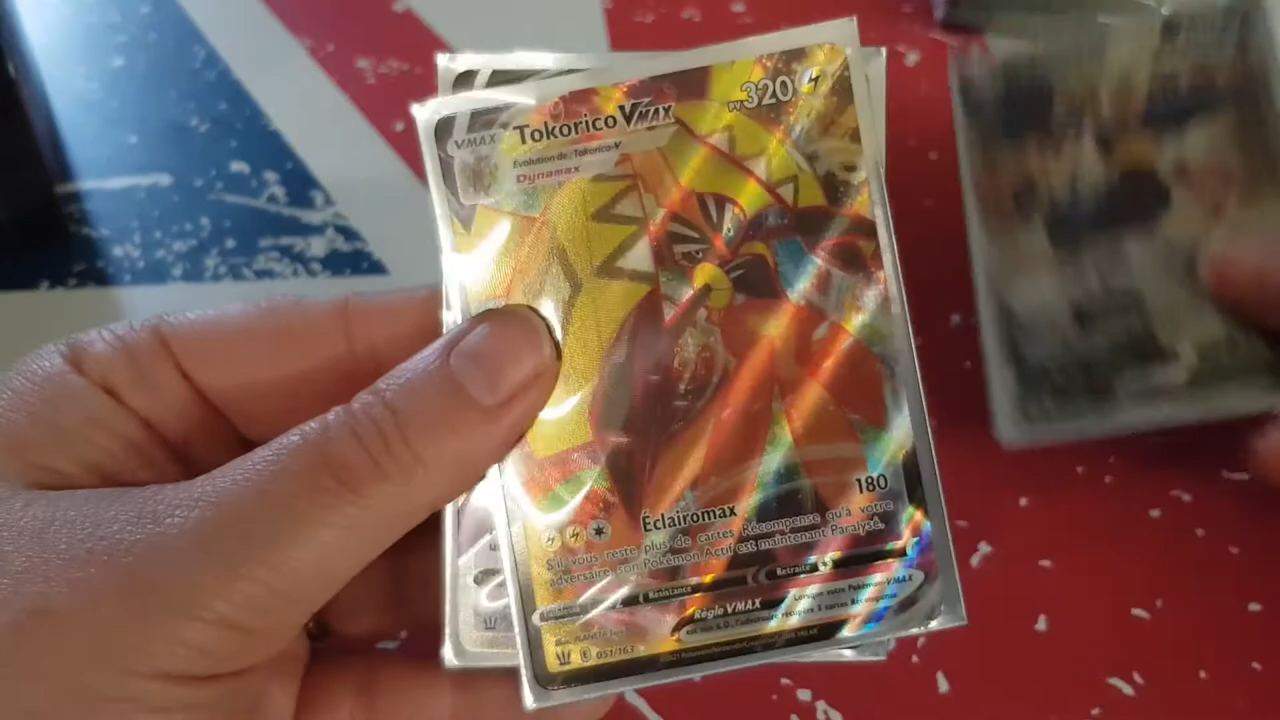 VMAX Tokorico VMAX PV 320
Évolution de Tokorico-V
Dynamax
Éclairomax 180
S'il vous reste plus de cartes Récompense qu'à votre
adversaire, son Pokémon Actif est maintenant Paralysé.
Résistance Retraite
Règle VMAX Lorsque votre Pokémon-VMAX
est mis K.O., l'adversaire récupère 3 cartes Récompense.
E 051/163